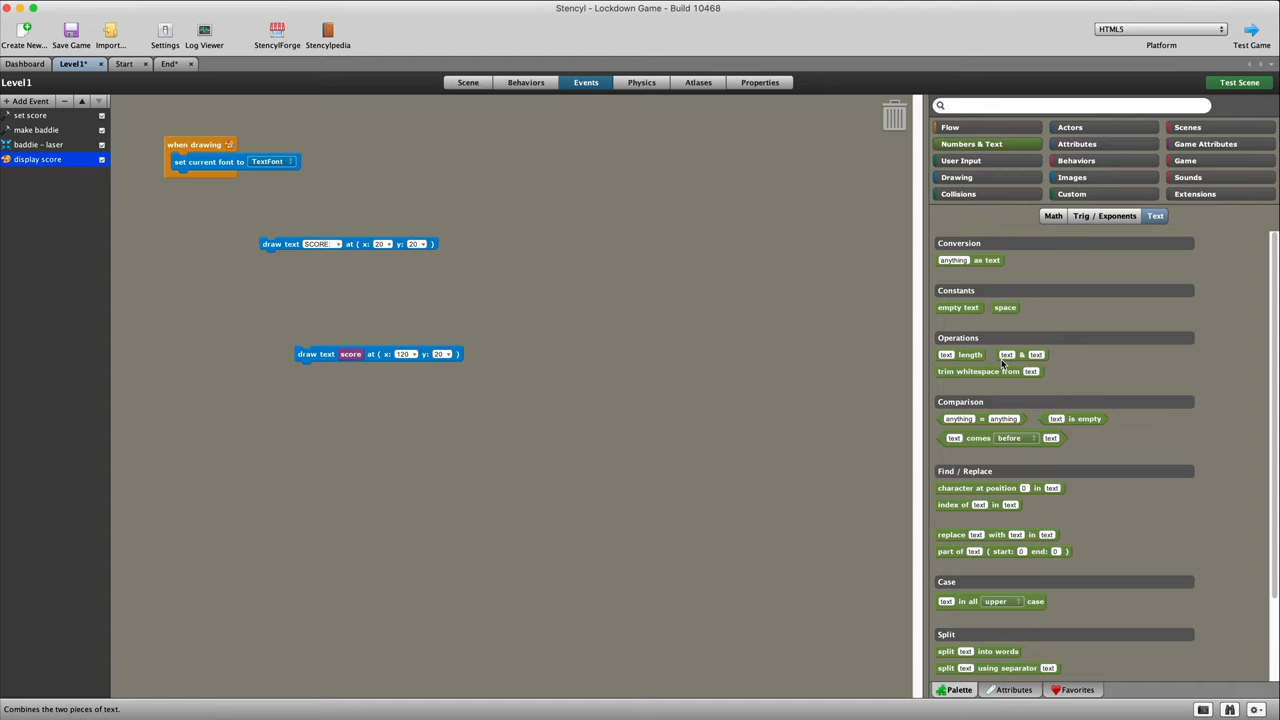 Stencyl - Lockdown Game - Build 10468
Create New... Save Game Import... Settings Log Viewer StencylForge Stencylpedia
HTML5
Platform
Test Game
Dashboard Level1* × Start × End* ×
Level1
Scene Behaviors Events Physics Atlases Properties
Test Scene
+ Add Event
set score
make baddie
baddie - laser
display score
when drawing
set current font to TextFont
draw text SCORE: at ( x: 20 y: 20 )
draw text score at ( x: 120 y: 20 )
Flow Actors Scenes
Numbers & Text Attributes Game Attributes
User Input Behaviors Game
Drawing Images Sounds
Collisions Custom Extensions
Math Trig / Exponents Text
Conversion
anything as text
Constants
empty text space
Operations
text length text & text
trim whitespace from text
Comparison
anything = anything text is empty
text comes before text
Find / Replace
character at position 0 in text
index of text in text
replace text with text in text
part of text ( start: 0 end: 0 )
Case
text in all upper case
Split
split text into words
split text using separator text
Palette Attributes Favorites
Combines the two pieces of text.